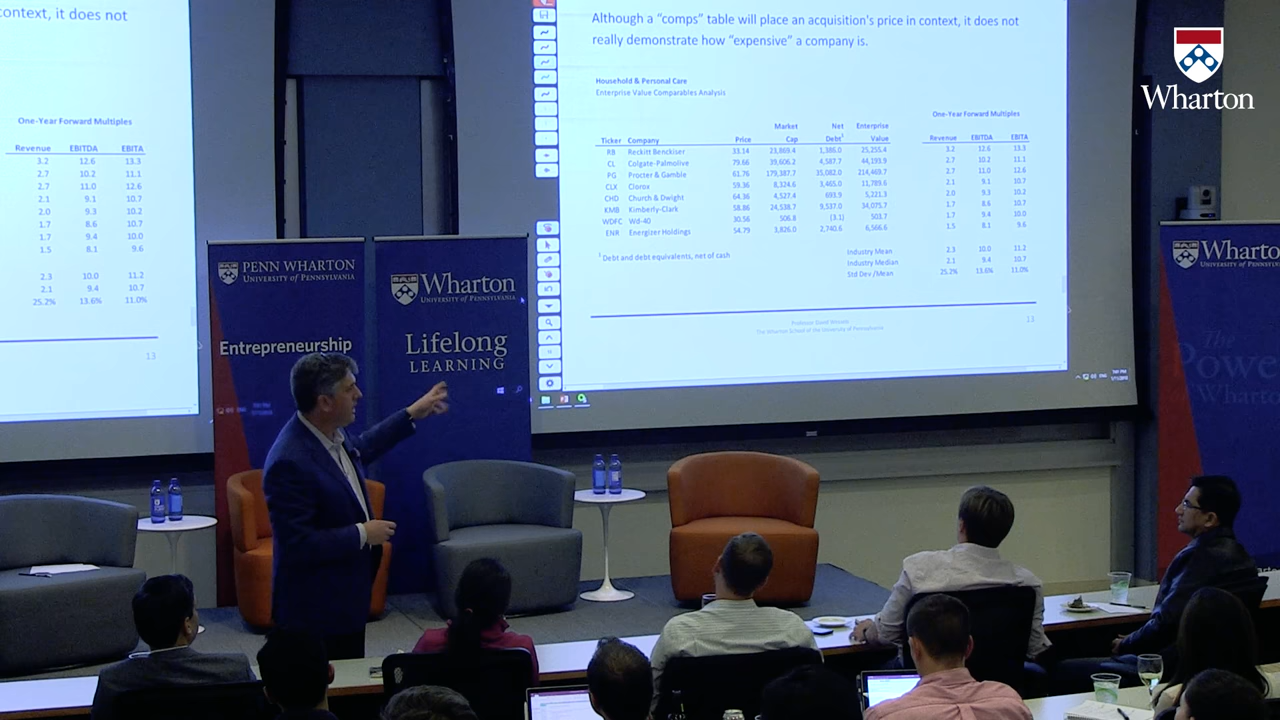 context, it does not
One-Year Forward Multiples
Revenue EBITDA EBITA
3.2 12.6 13.3
2.7 10.2 11.1
2.7 11.0 12.6
2.1 9.1 10.7
2.0 9.3 10.2
1.7 8.6 10.7
1.7 9.4 10.0
1.5 8.1 9.6
2.3 10.0 11.2
2.1 9.4 10.7
25.2% 13.6% 11.0%
13
Although a “comps” table will place an acquisition's price in context, it does not
really demonstrate how “expensive” a company is.
Household & Personal Care
Enterprise Value Comparables Analysis
One-Year Forward Multiples
Market Net Enterprise
Ticker Company Price Cap Debt¹ Value Revenue EBITDA EBITA
RB Reckitt Benckiser 33.14 23,869.4 1,386.0 25,255.4 3.2 12.6 13.3
CL Colgate-Palmolive 79.66 39,606.2 4,587.7 44,193.9 2.7 10.2 11.1
PG Procter & Gamble 61.76 179,387.7 35,082.0 214,469.7 2.7 11.0 12.6
CLX Clorox 59.36 8,324.6 3,465.0 11,789.6 2.1 9.1 10.7
CHD Church & Dwight 64.36 4,527.4 693.9 5,221.3 2.0 9.3 10.2
KMB Kimberly-Clark 58.86 24,538.7 9,537.0 34,075.7 1.7 8.6 10.7
WDFC Wd-40 30.56 506.8 (3.1) 503.7 1.7 9.4 10.0
ENR Energizer Holdings 54.79 3,826.0 2,740.6 6,566.6 1.5 8.1 9.6
¹ Debt and debt equivalents, net of cash
Industry Mean 2.3 10.0 11.2
Industry Median 2.1 9.4 10.7
Std Dev /Mean 25.2% 13.6% 11.0%
The Wharton School of the University of Pennsylvania
13
Wharton
PENN WHARTON
UNIVERSITY of PENNSYLVANIA
Entrepreneurship
Wharton
UNIVERSITY of PENNSYLVANIA
Lifelong
LEARNING
Wharto
The
Powe
Wharto